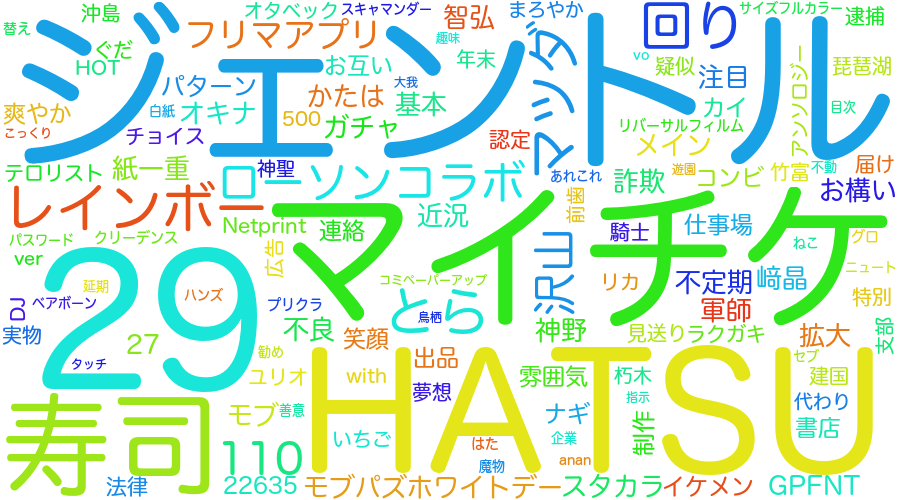 沖島
オタベック
スキャマンダー
智弘
まろやか
回り
サイズフルカラー
逮捕
替え
ぐだ
HOT
ジェントル
フリマアプリ
趣味
年末
マツダ
vo
疑似
注目
アンソロジー
琵琶湖
お互い
パターン
大我
爽やか
白紙
オキナ
かたは
基本
カイ
目次
こっくり
チョイス
500
ガチャ
認定
リバーサルフィルム
メイン
テロリスト
紙一重
神聖
ローソンコラボ
あれこれ
詐欺
遊園
コンビ
竹富
不動
届け
お構い
レインボー
Netprint
連絡
近況
前歯
マイチケ
騎士
仕事場
ねこ
グロ
パスワード
クリーデンス
ver
広告
沢山
ニュート
延期
29
ハンズ
コミペーパーアップ
リカ
不定期
﨑晶
特別
DJ
ベアボーン
プリクラ
とら
鳥栖
軍師
実物
27
不良
笑顔
神野
見送り
ラクガキ
拡大
支部
タッチ
勧め
出品
HATSU
セブ
ユリオ
with
夢想
雰囲気
朽木
建国
寿司
モブ
善意
指示
代わり
110
いちご
はた
ナギ
企業
制作
書店
魔物
anan
法律
22635
モブパズ
ホワイトデー
スタカラ
イケメン
GPFNT